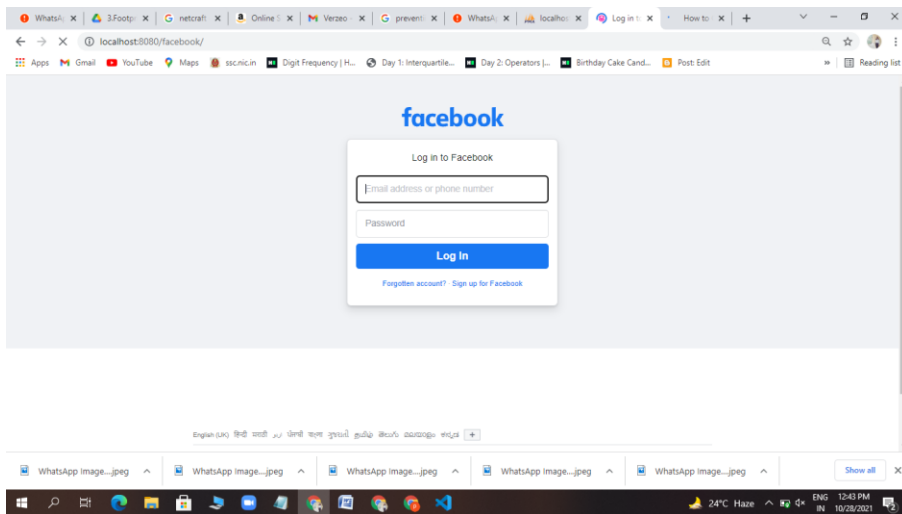 WhatsA
3.Footpr
netcraft
Online S
Verzeo -
preventi
WhatsA
localhos
Log in to
How to
localhost:8080/facebook/
Apps Gmail YouTube Maps ssc.nic.in Digit Frequency | H... Day 1: Interquartile... Day 2: Operators |... Birthday Cake Cand... Post: Edit » Reading list
facebook
Log in to Facebook
Email address or phone number
Password
Log In
Forgotten account? Sign up for Facebook
English (UK) हिन्दी मराठी اردو ਪੰਜਾਬੀ বাংলা ગુજરાતી தமிழ் తెలుగు മലയാളം ಕನ್ನಡ +
WhatsApp Image....jpeg WhatsApp Image....jpeg WhatsApp Image....jpeg WhatsApp Image....jpeg WhatsApp Image....jpeg Show all
24°C Haze ENG 12:43 PM
IN 10/28/2021 2